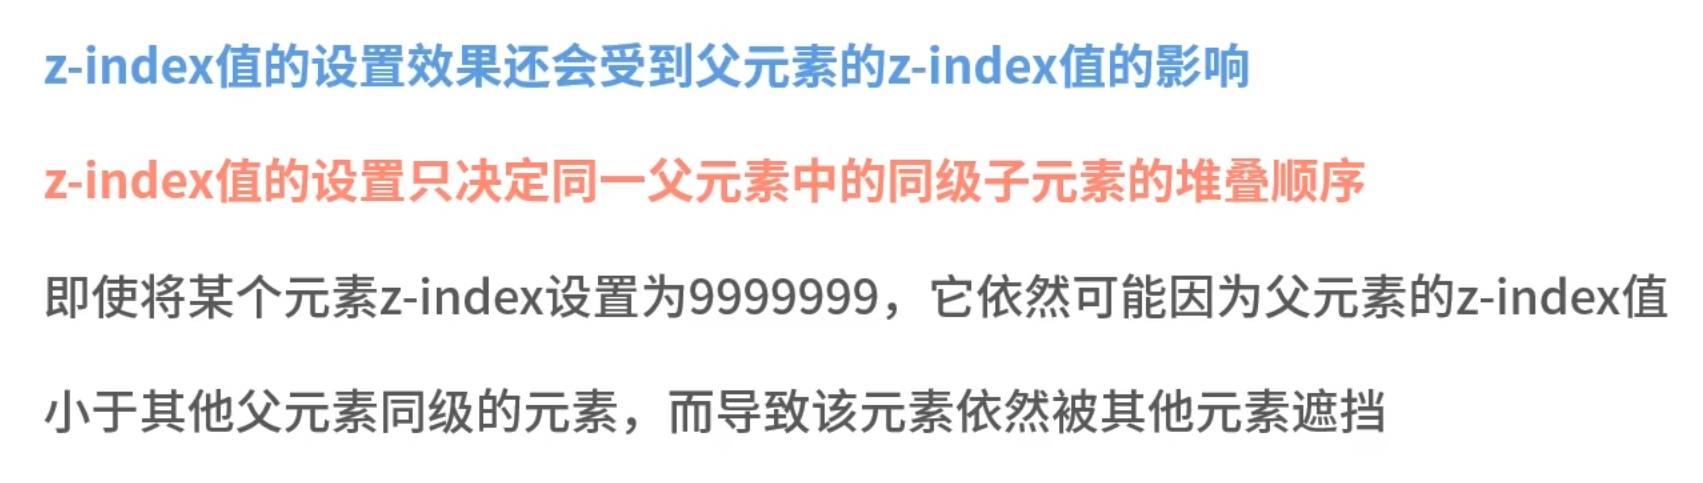 z-index值的设置效果还会受到父元素的z-index值的影响
z-index值的设置只决定同一父元素中的同级子元素的堆叠顺序
即使将某个元素z-index设置为9999999，它依然可能因为父元素的z-index值
小于其他父元素同级的元素，而导致该元素依然被其他元素遮挡